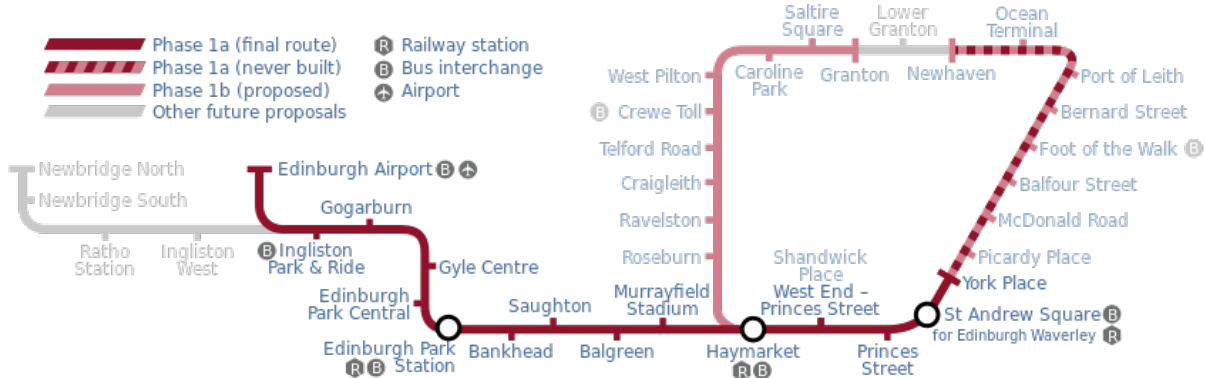 Phase 1a (final route)
Phase 1a (never built)
Phase 1b (proposed)
Other future proposals
R Railway station
B Bus interchange
Airport
Saltire
Square
Lower
Granton
Ocean
Terminal
West Pilton
Caroline
Park
Granton
Newhaven
Port of Leith
B Crewe Toll
Bernard Street
Telford Road
Foot of the Walk B
Craigleith
Balfour Street
Ravelston
McDonald Road
Roseburn
Picardy Place
Newbridge North
Newbridge South
Ratho
Station
Ingliston
West
Edinburgh Airport B
Gogarburn
B Ingliston
Park & Ride
Gyle Centre
Edinburgh
Park Central
Edinburgh Park
R B Station
Saughton
Bankhead
Murrayfield
Stadium
Balgreen
Haymarket
R B
Shandwick
Place
West End –
Princes Street
Princes
Street
York Place
St Andrew Square B
for Edinburgh Waverley R